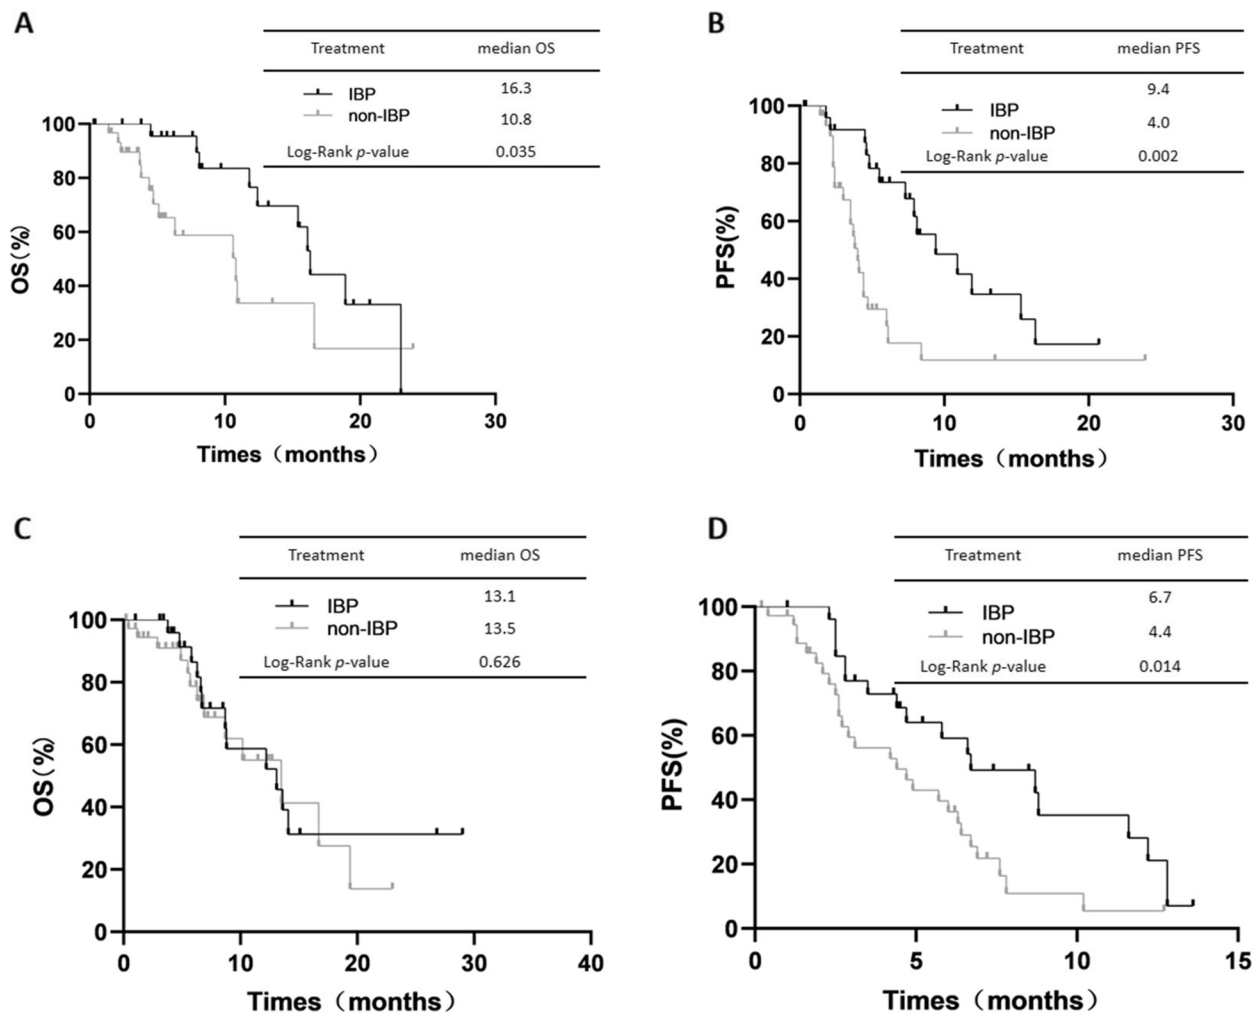 A
Treatment median OS
IBP 16.3
non-IBP 10.8
Log-Rank p-value 0.035
100
80
60
40
20
0
OS(%)
0 10 20 30
Times（months）
B
Treatment median PFS
IBP 9.4
non-IBP 4.0
Log-Rank p-value 0.002
100
80
60
40
20
0
PFS(%)
0 10 20 30
Times（months）
C
Treatment median OS
IBP 13.1
non-IBP 13.5
Log-Rank p-value 0.626
100
80
60
40
20
0
OS(%)
0 10 20 30 40
Times（months）
D
Treatment median PFS
IBP 6.7
non-IBP 4.4
Log-Rank p-value 0.014
100
80
60
40
20
0
PFS(%)
0 5 10 15
Times（months）